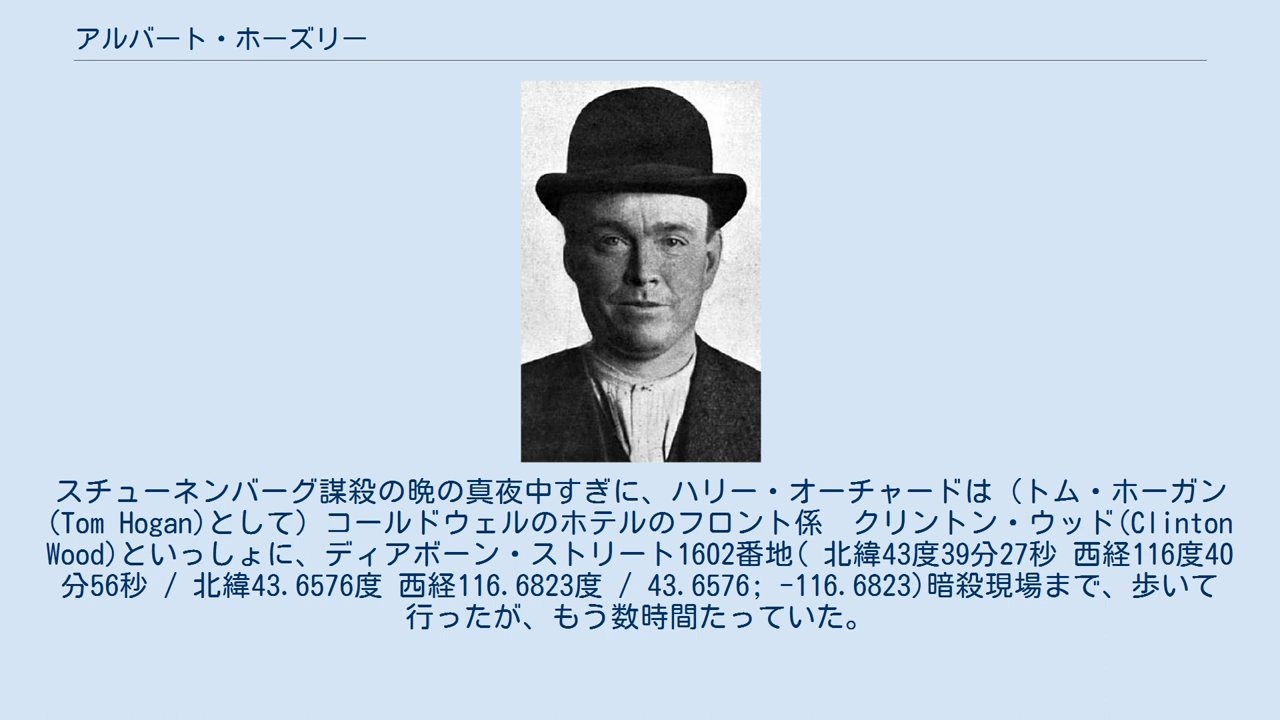 アルバート・ホーズリー
スチューネンバーグ謀殺の晩の真夜中すぎに、ハリー・オーチャードは（トム・ホーガン
(Tom Hogan)として）コールドウェルのホテルのフロント係　クリントン・ウッド(Clinton
Wood)といっしょに、ディアボーン・ストリート1602番地( 北緯43度39分27秒 西経116度40
分56秒 / 北緯43.6576度 西経116.6823度 / 43.6576; -116.6823)暗殺現場まで、歩いて
行ったが、もう数時間たっていた。